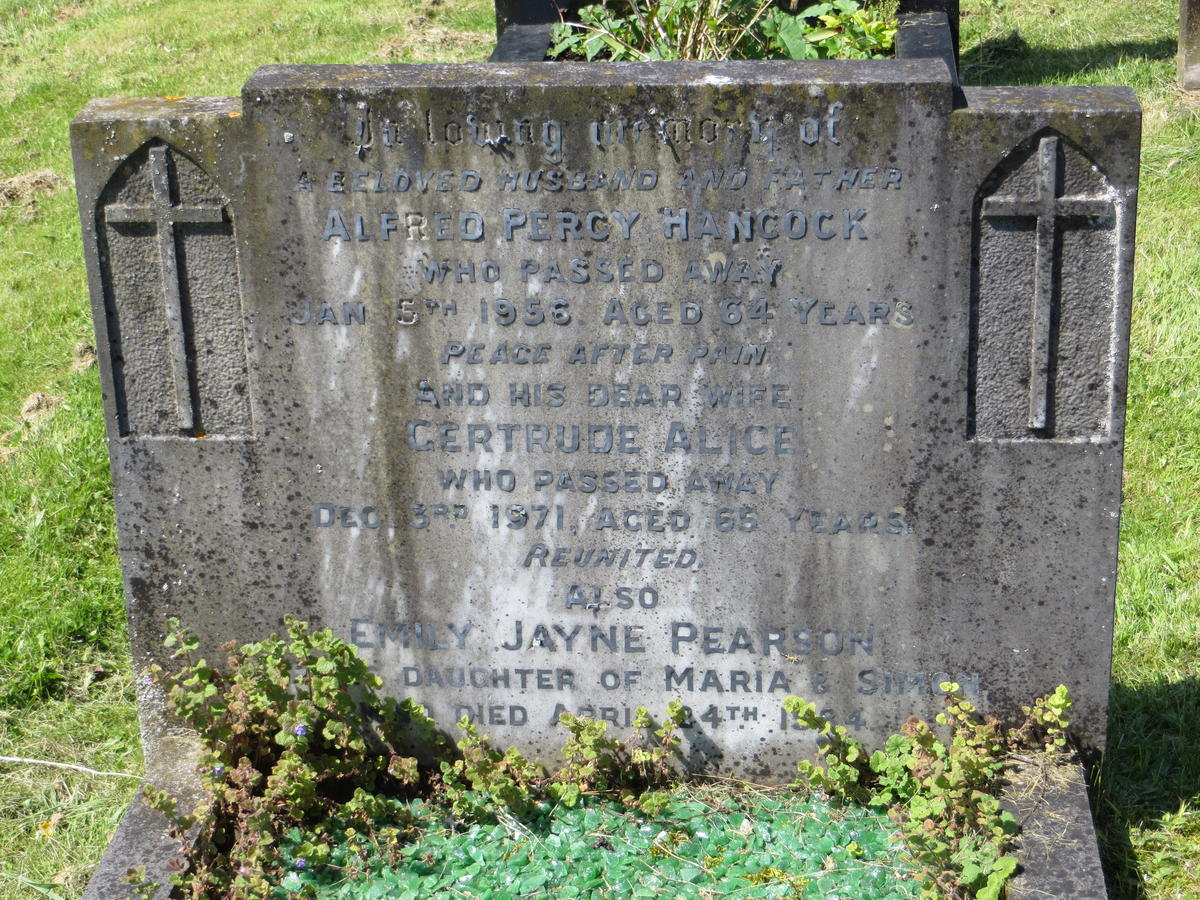 In loving memory of
A BELOVED HUSBAND AND FATHER
ALFRED PERCY HANCOCK.
WHO PASSED AWAY
JAN 5TH 1956. AGED 64 YEARS
PEACE AFTER PAIN
AND HIS DEAR WIFE
GERTRUDE ALICE
WHO PASSED AWAY
DEC. 3RD 1971, AGED 65 YEARS.
REUNITED.
ALSO
EMILY JAYNE PEARSON
DAUGHTER OF MARIA & SIMON
DIED APRIL 24TH